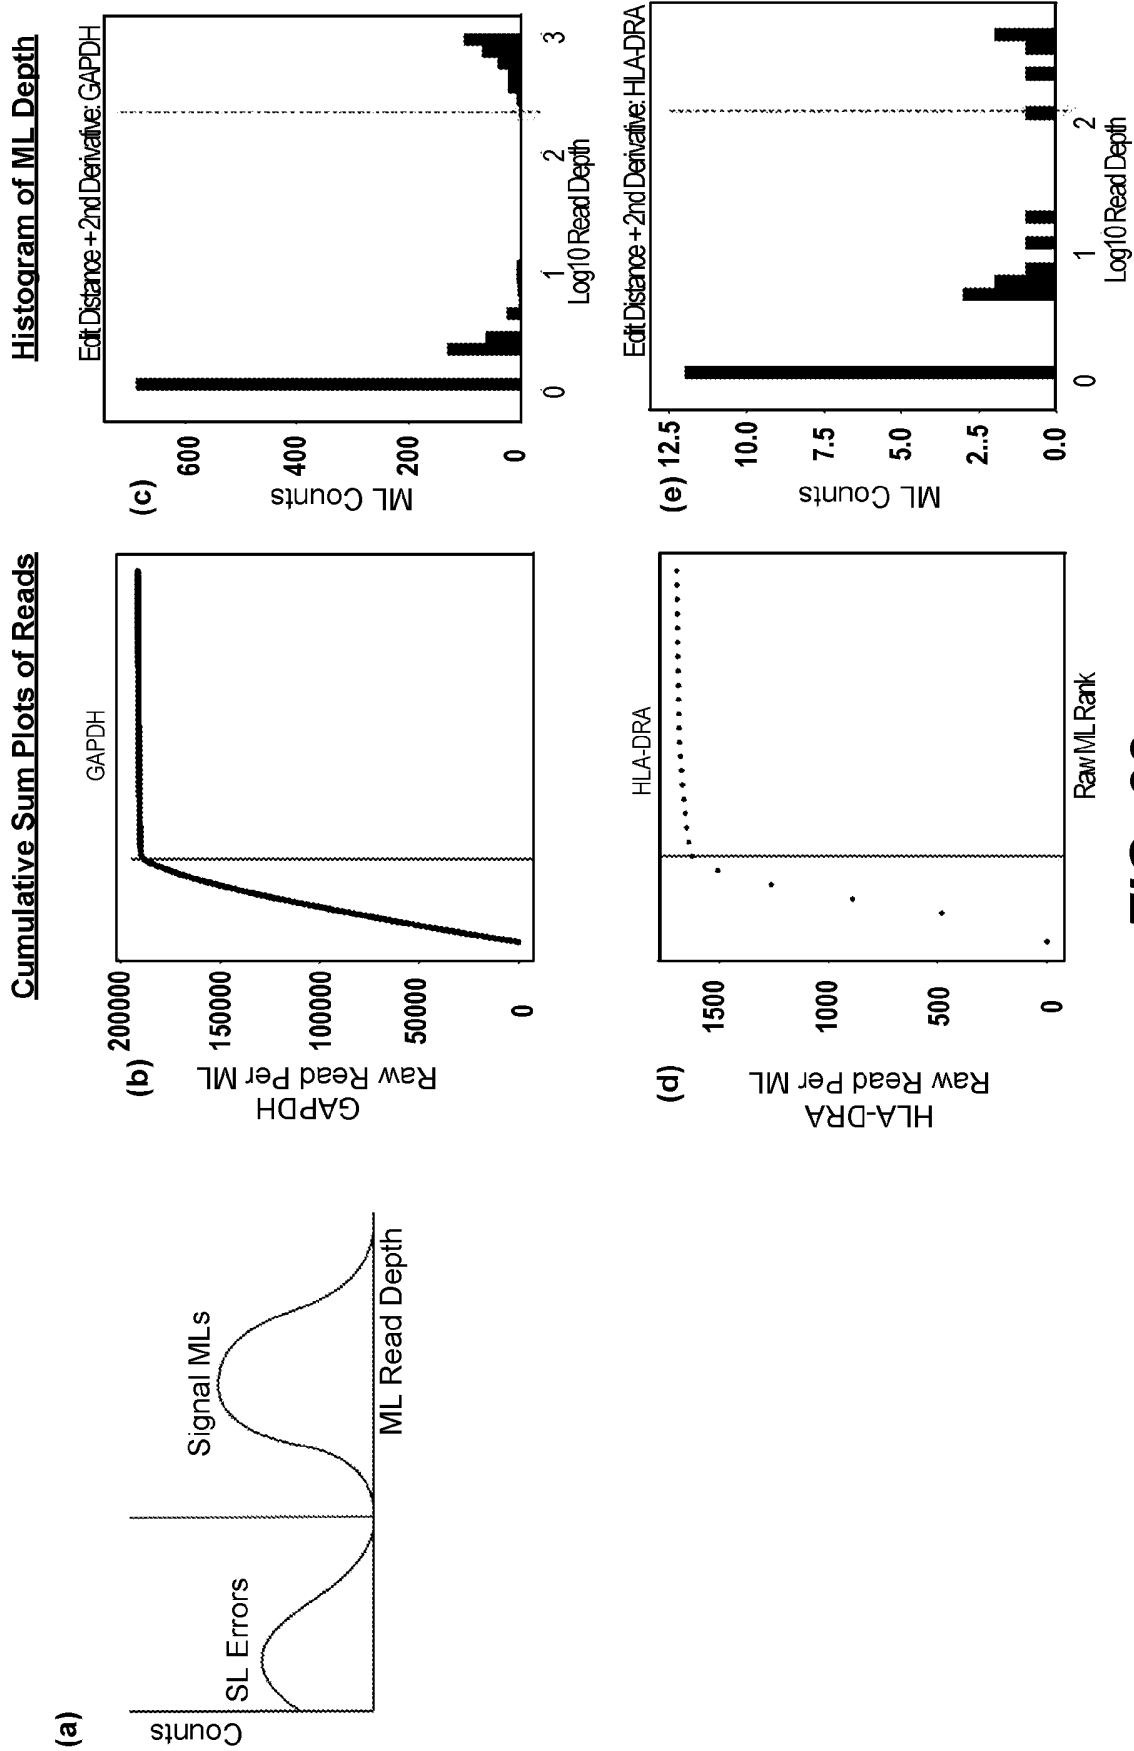 (a)
Counts
SL Errors
Signal MLs
ML Read Depth
Cumulative Sum Plots of Reads
(b)
GAPDH
Raw Read Per ML
GAPDH
200000
150000
100000
50000
0
(d)
HLA-DRA
Raw Read Per ML
HLA-DRA
1500
1000
500
0
Raw ML Rank
Histogram of ML Depth
(c)
Edit Distance + 2nd Derivative: GAPDH
ML Counts
600
400
200
0
0 1 2 3
Log10 Read Depth
(e)
Edit Distance + 2nd Derivative: HLA-DRA
ML Counts
12.5
10.0
7.5
5.0
2..5
0.0
0 1 2
Log10 Read Depth